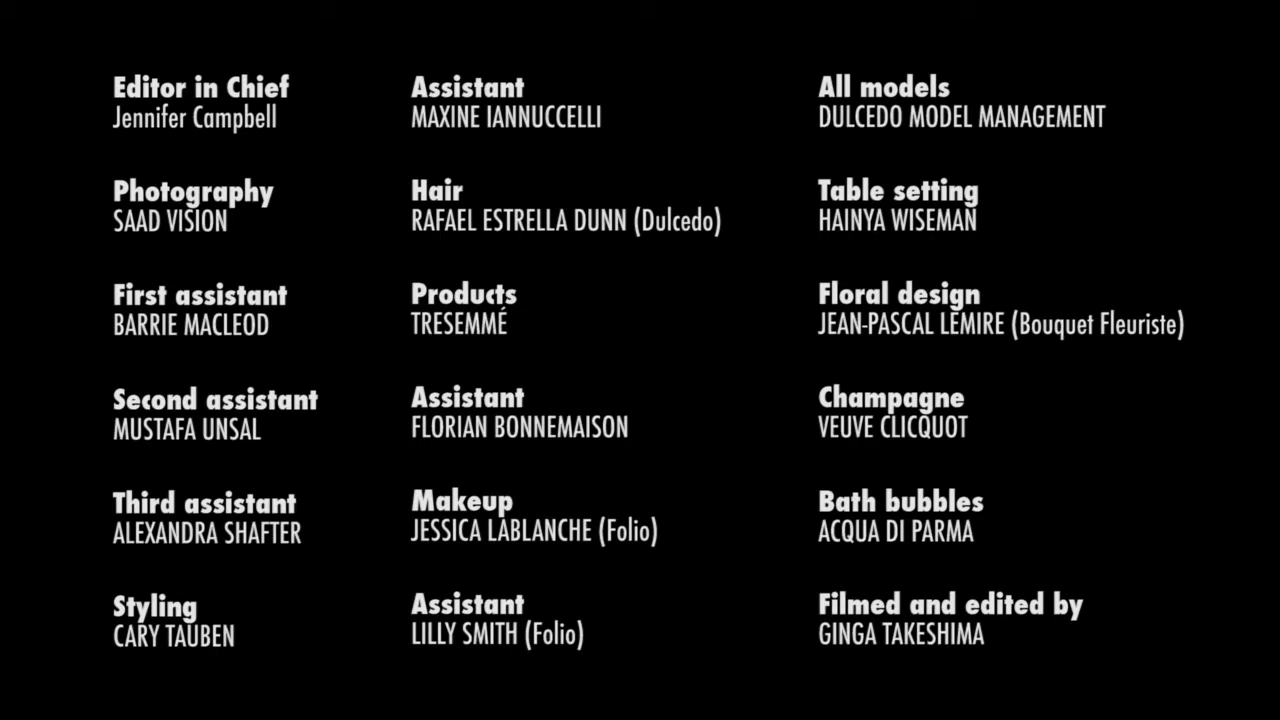 Editor in Chief
Jennifer Campbell
Photography
SAAD VISION
First assistant
BARRIE MACLEOD
Second assistant
MUSTAFA UNSAL
Third assistant
ALEXANDRA SHAFTER
Styling
CARY TAUBEN
Assistant
MAXINE IANNUCCELLI
Hair
RAFAEL ESTRELLA DUNN (Dulcedo)
Products
TRESEMMÉ
Assistant
FLORIAN BONNEMAISON
Makeup
JESSICA LABLANCHE (Folio)
Assistant
LILLY SMITH (Folio)
All models
DULCEDO MODEL MANAGEMENT
Table setting
HAINYA WISEMAN
Floral design
JEAN-PASCAL LEMIRE (Bouquet Fleuriste)
Champagne
VEUVE CLICQUOT
Bath bubbles
ACQUA DI PARMA
Filmed and edited by
GINGA TAKESHIMA